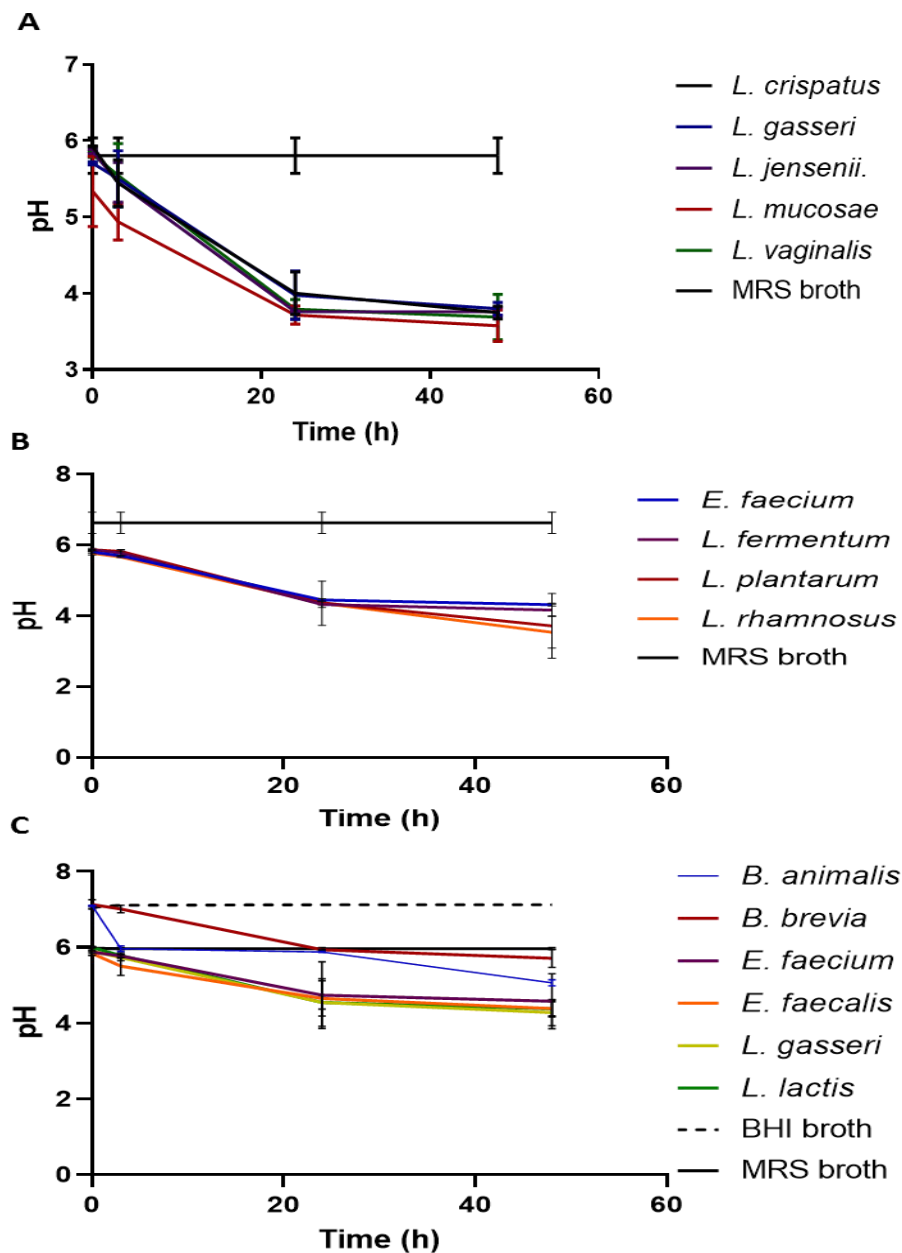 A
7
6
5
4
3
pH
0
20
40
60
Time (h)
L. crispatus
L. gasseri
L. jensenii.
L. mucosae
L. vaginalis
MRS broth
B
8
6
4
2
0
pH
0
20
40
60
Time (h)
E. faecium
L. fermentum
L. plantarum
L. rhamnosus
MRS broth
C
8
6
4
2
0
pH
0
20
40
60
Time (h)
B. animalis
B. brevia
E. faecium
E. faecalis
L. gasseri
L. lactis
BHI broth
MRS broth